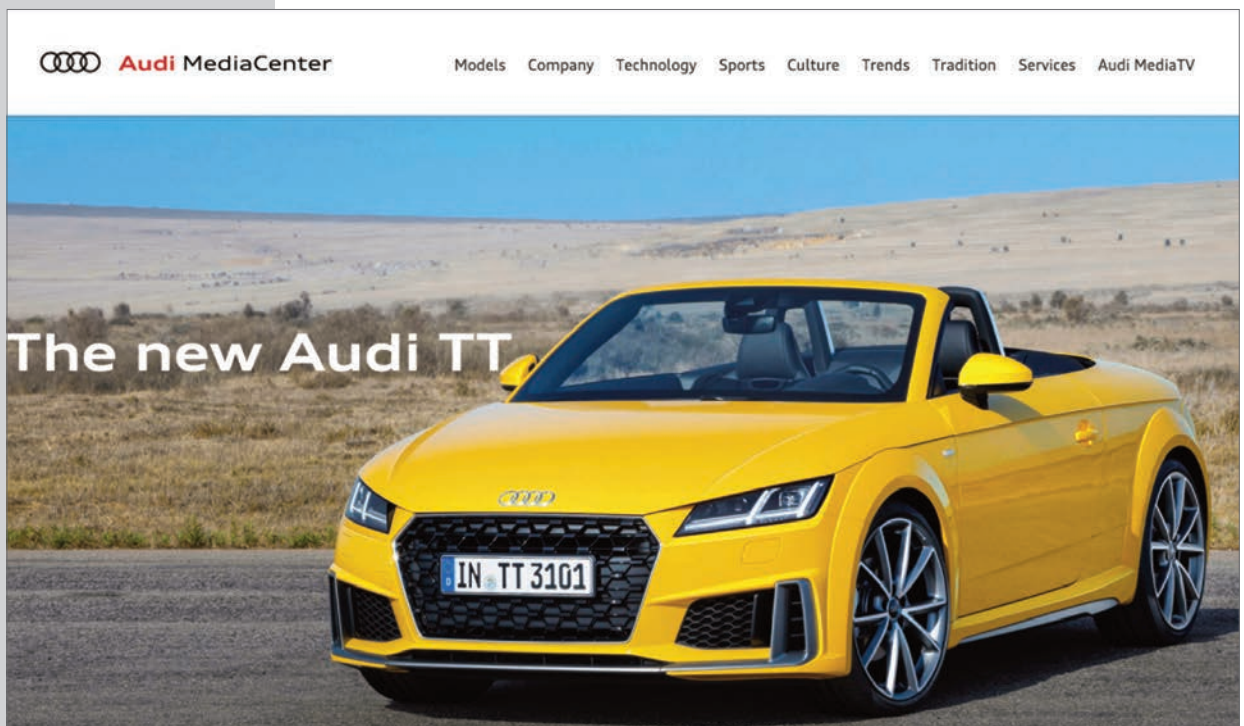 Audi MediaCenter
Models Company Technology Sports Culture Trends Tradition Services Audi MediaTV
The new Audi TT
IN TT 3101